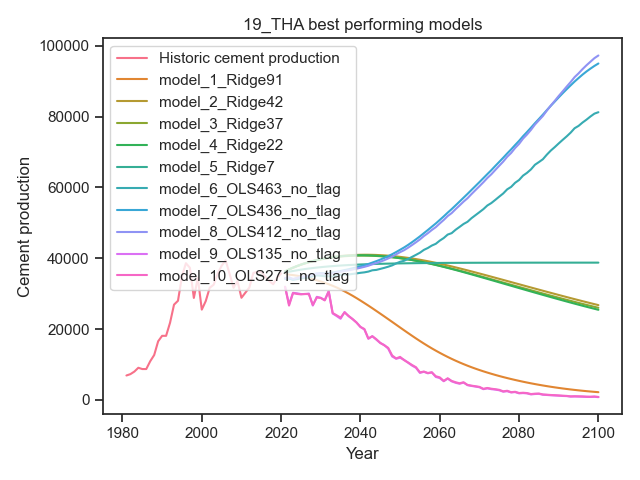 19_THA best performing models
100000
80000
60000
40000
20000
0
Cement production
Historic cement production
model_1_Ridge91
model_2_Ridge42
model_3_Ridge37
model_4_Ridge22
model_5_Ridge7
model_6_OLS463_no_tlag
model_7_OLS436_no_tlag
model_8_OLS412_no_tlag
model_9_OLS135_no_tlag
model_10_OLS271_no_tlag
1980 2000 2020 2040 2060 2080 2100
Year